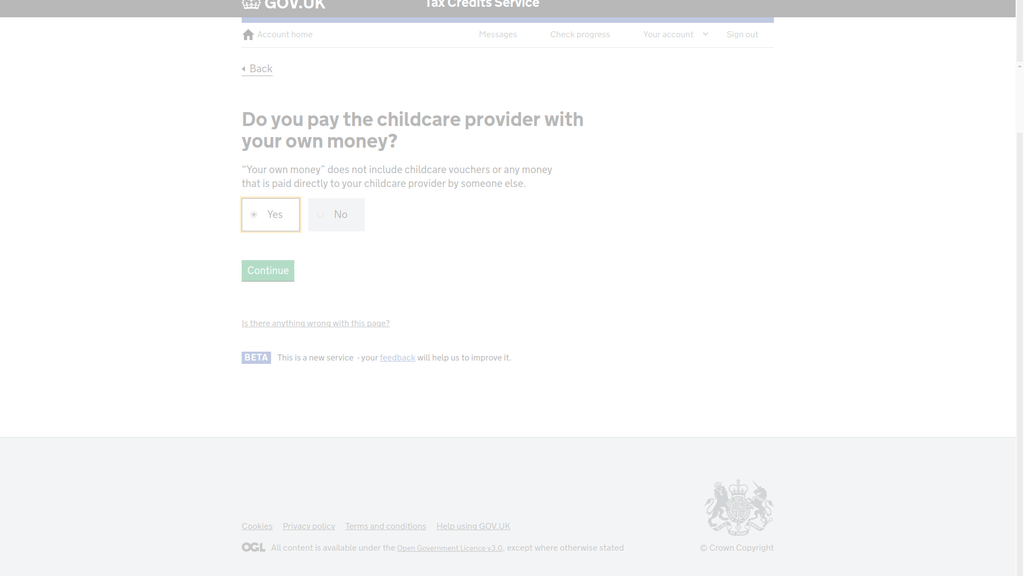 GOV.UK Tax Credits Service
Account home Messages Check progress Your account Sign out
Back
Do you pay the childcare provider with
your own money?
“Your own money” does not include childcare vouchers or any money
that is paid directly to your childcare provider by someone else.
Yes No
Continue
Is there anything wrong with this page?
BETA This is a new service - your feedback will help us to improve it.
Cookies Privacy policy Terms and conditions Help using GOV.UK
OGL All content is available under the Open Government Licence v3.0, except where otherwise stated
© Crown Copyright